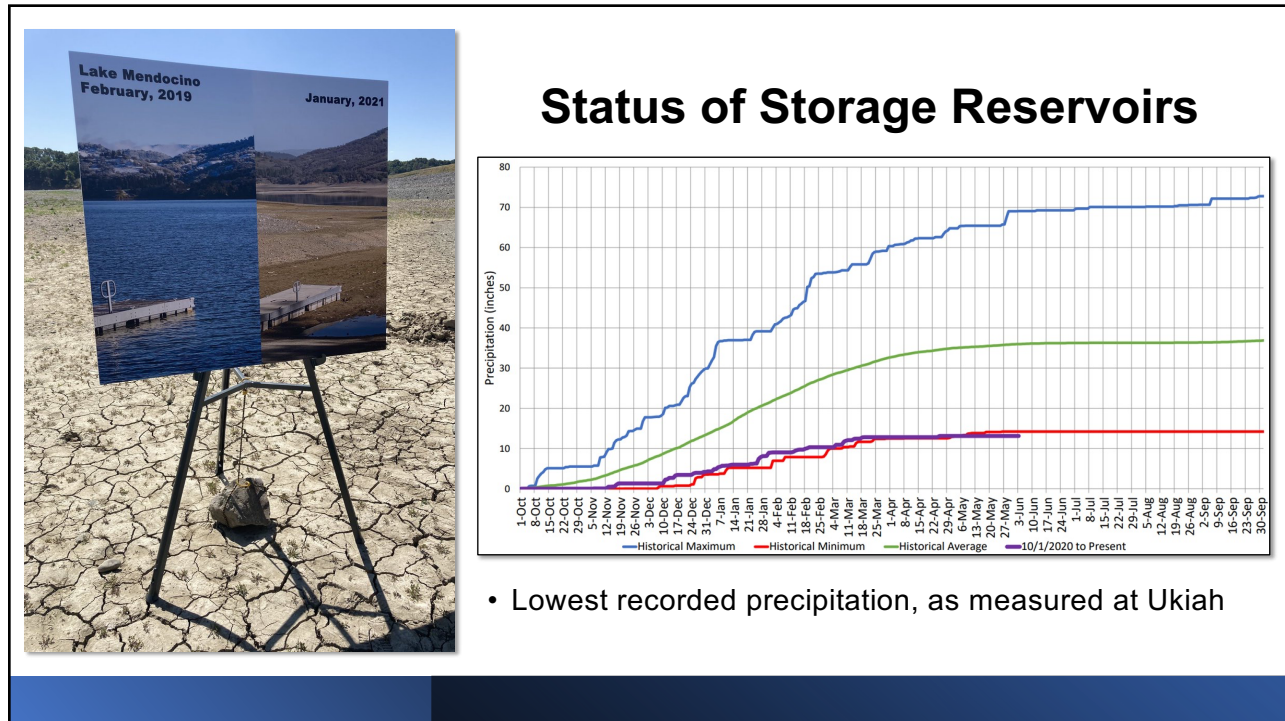 Lake Mendocino
February, 2019
January, 2021
Status of Storage Reservoirs
Precipitation (inches)
80
70
60
50
40
30
20
10
0
1-Oct
8-Oct
15-Oct
22-Oct
29-Oct
5-Nov
12-Nov
19-Nov
26-Nov
3-Dec
10-Dec
17-Dec
24-Dec
31-Dec
7-Jan
14-Jan
21-Jan
28-Jan
4-Feb
11-Feb
18-Feb
25-Feb
4-Mar
11-Mar
18-Mar
25-Mar
1-Apr
8-Apr
15-Apr
22-Apr
29-Apr
6-May
13-May
20-May
27-May
3-Jun
10-Jun
17-Jun
24-Jun
1-Jul
8-Jul
15-Jul
22-Jul
29-Jul
5-Aug
12-Aug
19-Aug
26-Aug
2-Sep
9-Sep
16-Sep
23-Sep
30-Sep
Historical Maximum Historical Minimum Historical Average 10/1/2020 to Present
• Lowest recorded precipitation, as measured at Ukiah